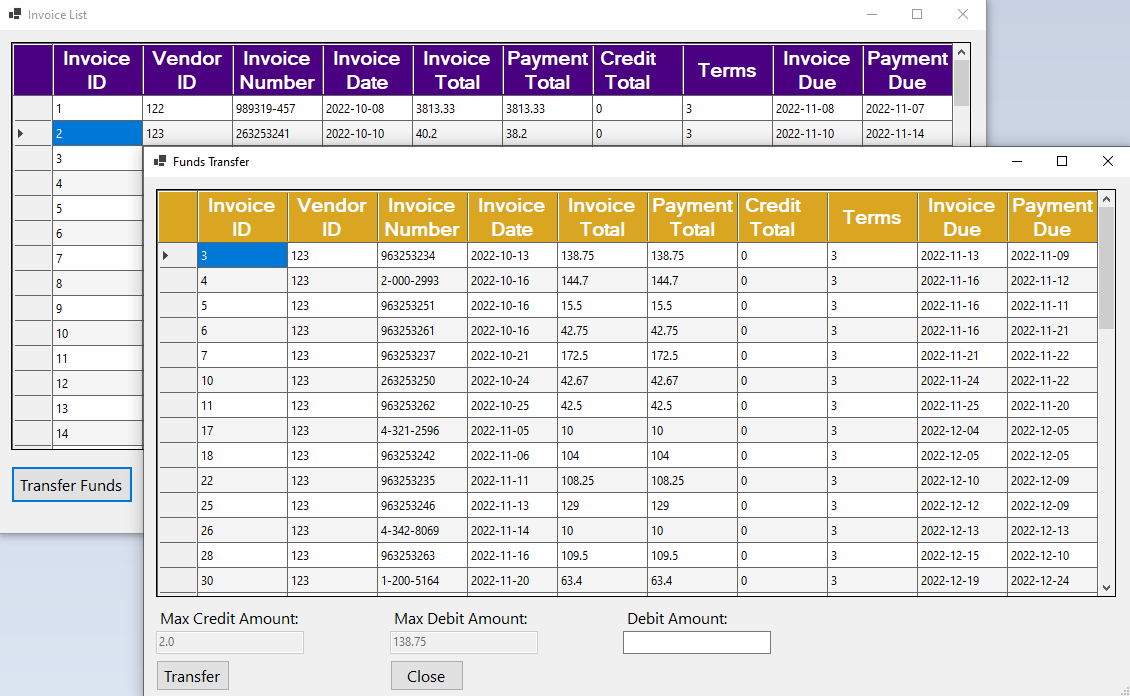 Invoice List
Invoice ID Vendor ID Invoice Number Invoice Date Invoice Total Payment Total Credit Total Terms Invoice Due Payment Due
1 122 989319-457 2022-10-08 3813.33 3813.33 0 3 2022-11-08 2022-11-07
2 123 263253241 2022-10-10 40.2 38.2 0 3 2022-11-10 2022-11-14
3
4
5
6
7
8
9
10
11
12
13
14
Transfer Funds
Funds Transfer
Invoice ID Vendor ID Invoice Number Invoice Date Invoice Total Payment Total Credit Total Terms Invoice Due Payment Due
3 123 963253234 2022-10-13 138.75 138.75 0 3 2022-11-13 2022-11-09
4 123 2-000-2993 2022-10-16 144.7 144.7 0 3 2022-11-16 2022-11-12
5 123 963253251 2022-10-16 15.5 15.5 0 3 2022-11-16 2022-11-11
6 123 963253261 2022-10-16 42.75 42.75 0 3 2022-11-16 2022-11-21
7 123 963253237 2022-10-21 172.5 172.5 0 3 2022-11-21 2022-11-22
10 123 263253250 2022-10-24 42.67 42.67 0 3 2022-11-24 2022-11-22
11 123 963253262 2022-10-25 42.5 42.5 0 3 2022-11-25 2022-11-20
17 123 4-321-2596 2022-11-05 10 10 0 3 2022-12-04 2022-12-05
18 123 963253242 2022-11-06 104 104 0 3 2022-12-05 2022-12-05
22 123 963253235 2022-11-11 108.25 108.25 0 3 2022-12-10 2022-12-09
25 123 963253246 2022-11-13 129 129 0 3 2022-12-12 2022-12-09
26 123 4-342-8069 2022-11-14 10 10 0 3 2022-12-13 2022-12-13
28 123 963253263 2022-11-16 109.5 109.5 0 3 2022-12-15 2022-12-10
30 123 1-200-5164 2022-11-20 63.4 63.4 0 3 2022-12-19 2022-12-24
Max Credit Amount: Max Debit Amount: Debit Amount:
2.0 138.75
Transfer Close